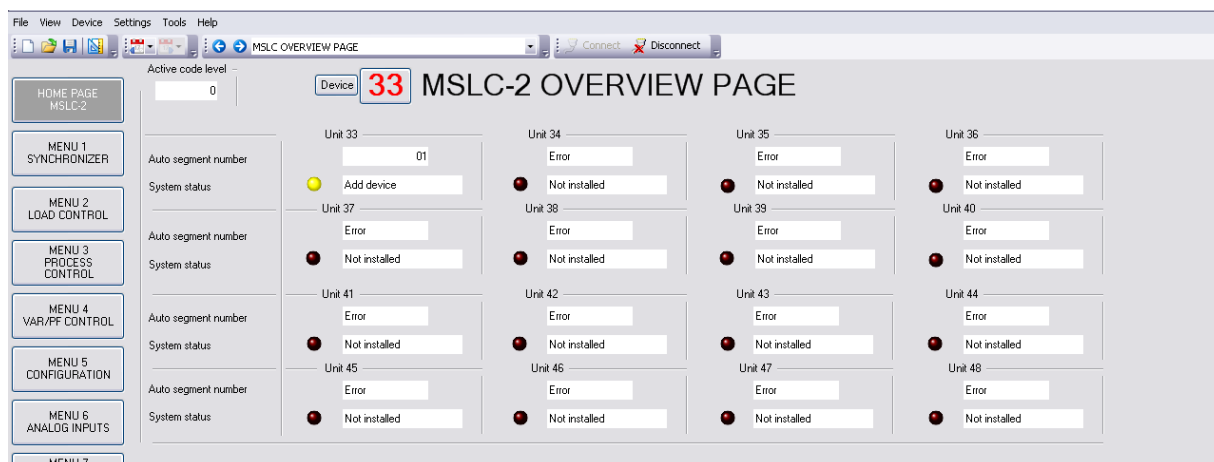 File View Device Settings Tools Help
MSLC OVERVIEW PAGE Connect Disconnect
Active code level
0
Device 33 MSLC-2 OVERVIEW PAGE
HOME PAGE
MSLC-2
MENU 1
SYNCHRONIZER
MENU 2
LOAD CONTROL
MENU 3
PROCESS
CONTROL
MENU 4
VAR/PF CONTROL
MENU 5
CONFIGURATION
MENU 6
ANALOG INPUTS
MENU 7
Unit 33 Unit 34 Unit 35 Unit 36
Auto segment number 01 Error Error Error
System status Add device Not installed Not installed Not installed
Unit 37 Unit 38 Unit 39 Unit 40
Auto segment number Error Error Error Error
System status Not installed Not installed Not installed Not installed
Unit 41 Unit 42 Unit 43 Unit 44
Auto segment number Error Error Error Error
System status Not installed Not installed Not installed Not installed
Unit 45 Unit 46 Unit 47 Unit 48
Auto segment number Error Error Error Error
System status Not installed Not installed Not installed Not installed